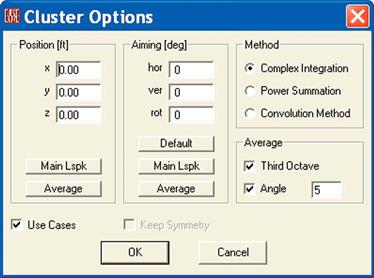 EASE Cluster Options
Position [ft]
x 0.00
y 0.00
z 0.00
Main Lspk
Average
Aiming [deg]
hor 0
ver 0
rot 0
Default
Main Lspk
Average
Method
Complex Integration
Power Summation
Convolution Method
Average
Third Octave
Angle 5
Use Cases
Keep Symmetry
OK
Cancel